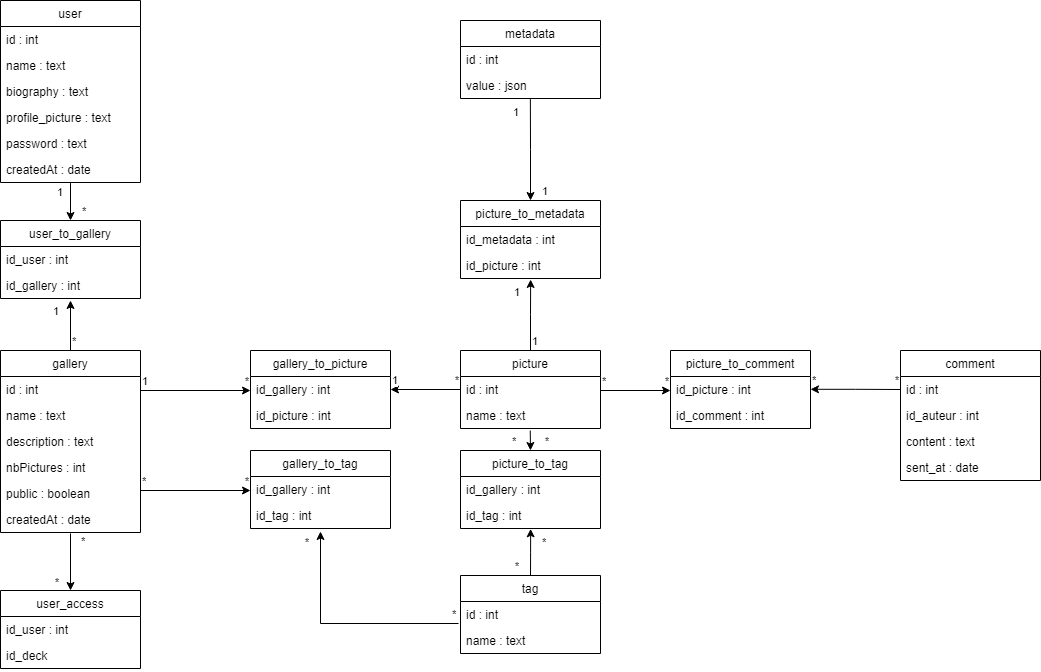 user
id : int
name : text
biography : text
profile_picture : text
password : text
createdAt : date
1
*
user_to_gallery
id_user : int
id_gallery : int
1
*
gallery
id : int
name : text
description : text
nbPictures : int
public : boolean
createdAt : date
*
*
user_access
id_user : int
id_deck
1
*
gallery_to_picture
id_gallery : int
id_picture : int
1
*
*
*
gallery_to_tag
id_gallery : int
id_tag : int
*
*
metadata
id : int
value : json
1
1
picture_to_metadata
id_metadata : int
id_picture : int
1
1
picture
id : int
name : text
*
*
picture_to_tag
id_gallery : int
id_tag : int
*
*
tag
id : int
name : text
*
*
picture_to_comment
id_picture : int
id_comment : int
*
*
comment
id : int
id_auteur : int
content : text
sent_at : date